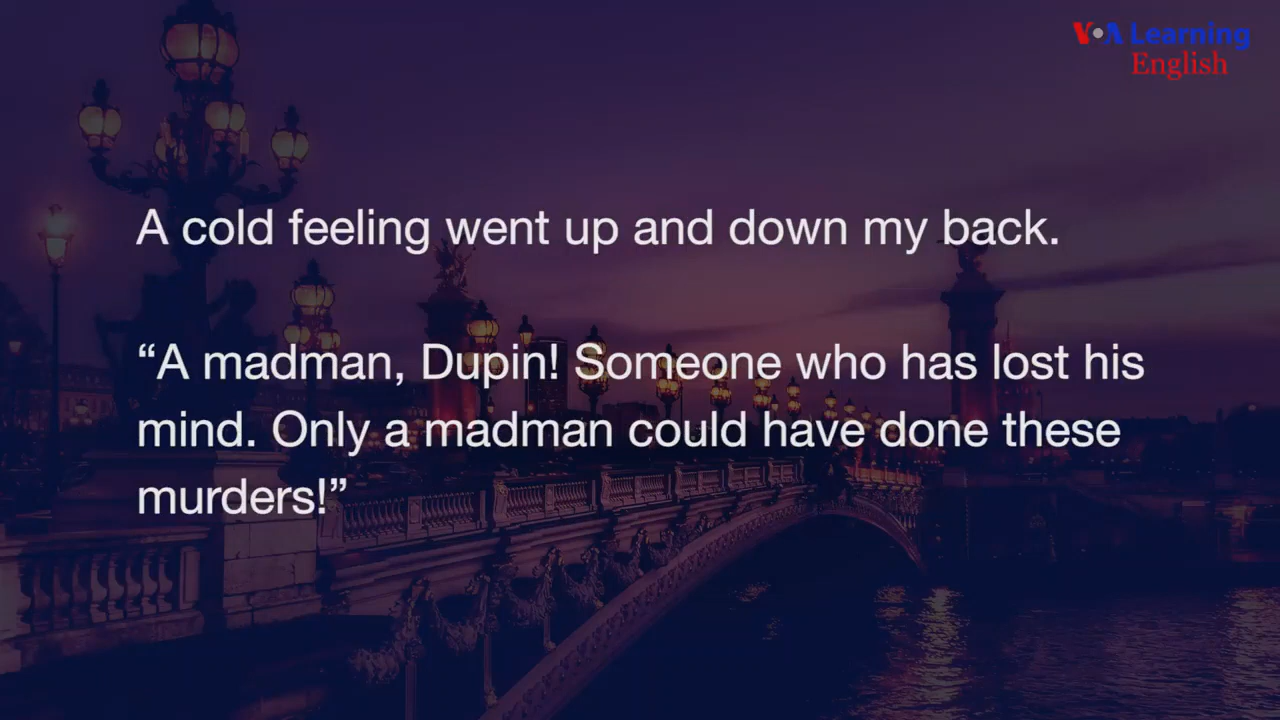 VOA Learning
English
A cold feeling went up and down my back.
“A madman, Dupin! Someone who has lost his
mind. Only a madman could have done these
murders!”